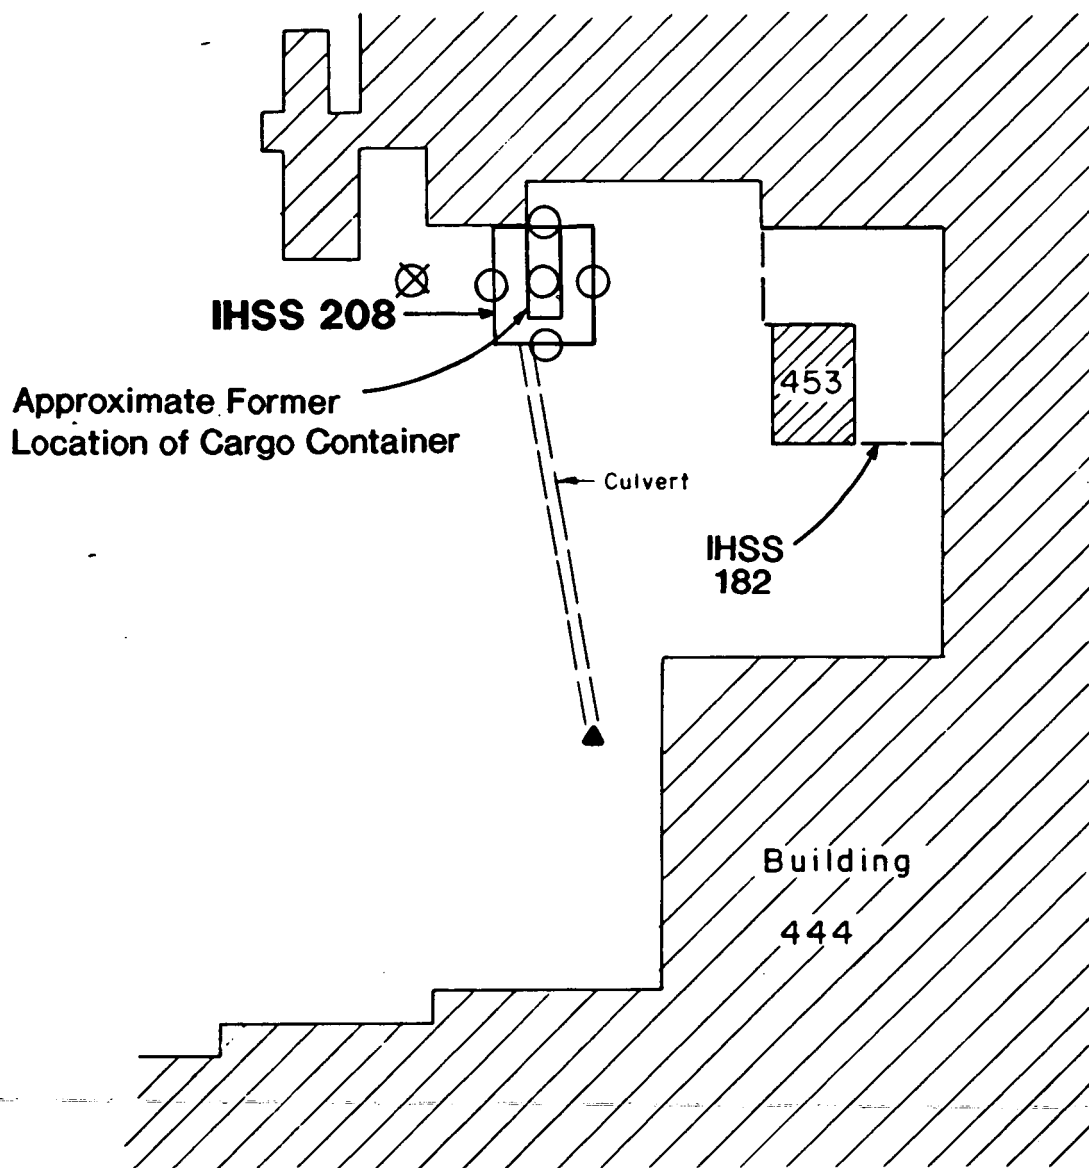 IHSS 208
Approximate Former
Location of Cargo Container
453
Culvert
IHSS
182
Building
444